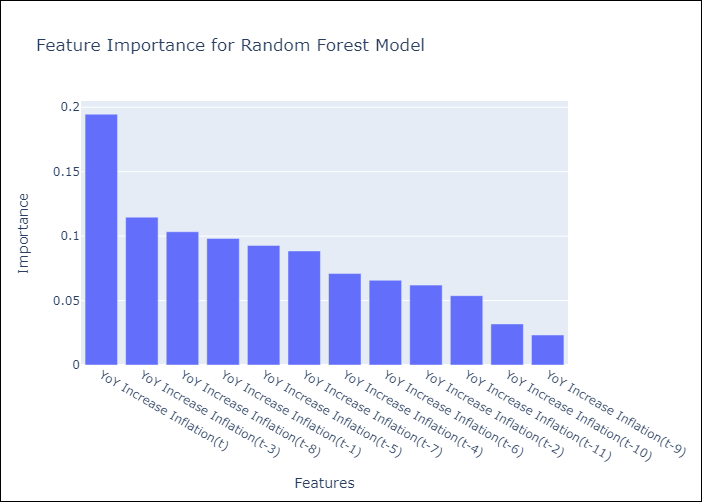 Feature Importance for Random Forest Model
0.2
0.15
0.1
0.05
0
Importance
YoY Increase Inflation(t)
YoY Increase Inflation(t-3)
YoY Increase Inflation(t-8)
YoY Increase Inflation(t-1)
YoY Increase Inflation(t-5)
YoY Increase Inflation(t-7)
YoY Increase Inflation(t-4)
YoY Increase Inflation(t-6)
YoY Increase Inflation(t-2)
YoY Increase Inflation(t-11)
YoY Increase Inflation(t-10)
YoY Increase Inflation(t-9)
Features